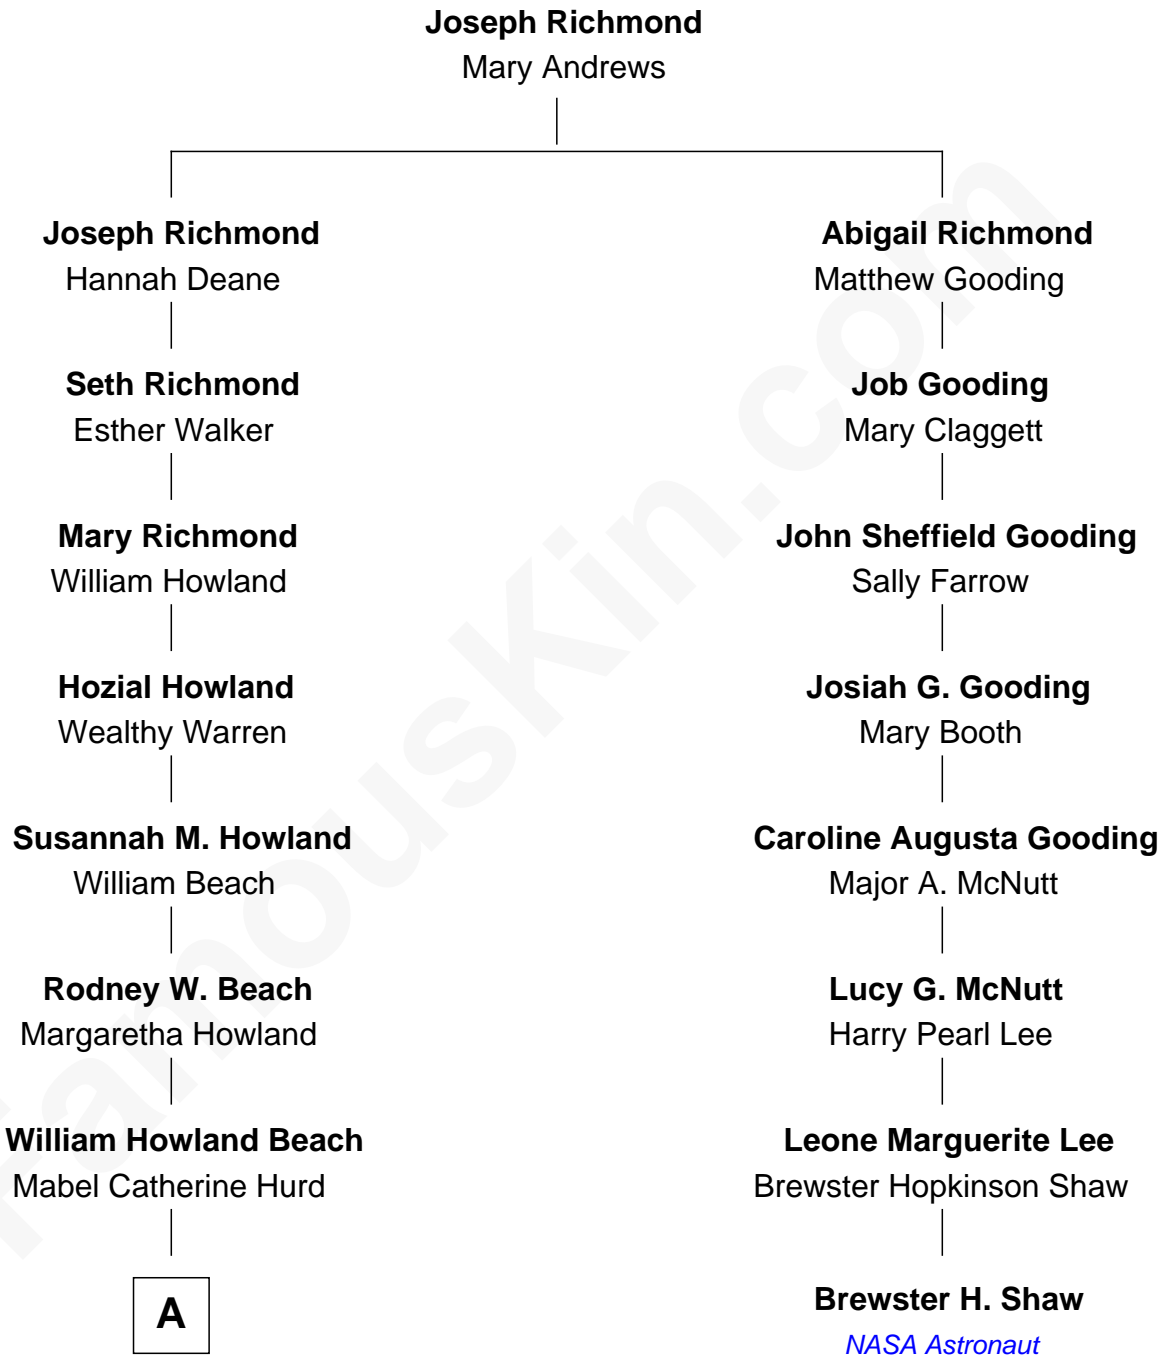 Joseph Richmond
Mary Andrews
Joseph Richmond
Hannah Deane
Seth Richmond
Esther Walker
Mary Richmond
William Howland
Hozial Howland
Wealthy Warren
Susannah M. Howland
William Beach
Rodney W. Beach
Margaretha Howland
William Howland Beach
Mabel Catherine Hurd
A
Abigail Richmond
Matthew Gooding
Job Gooding
Mary Claggett
John Sheffield Gooding
Sally Farrow
Josiah G. Gooding
Mary Booth
Caroline Augusta Gooding
Major A. McNutt
Lucy G. McNutt
Harry Pearl Lee
Leone Marguerite Lee
Brewster Hopkinson Shaw
Brewster H. Shaw
NASA Astronaut
FamousKin.com